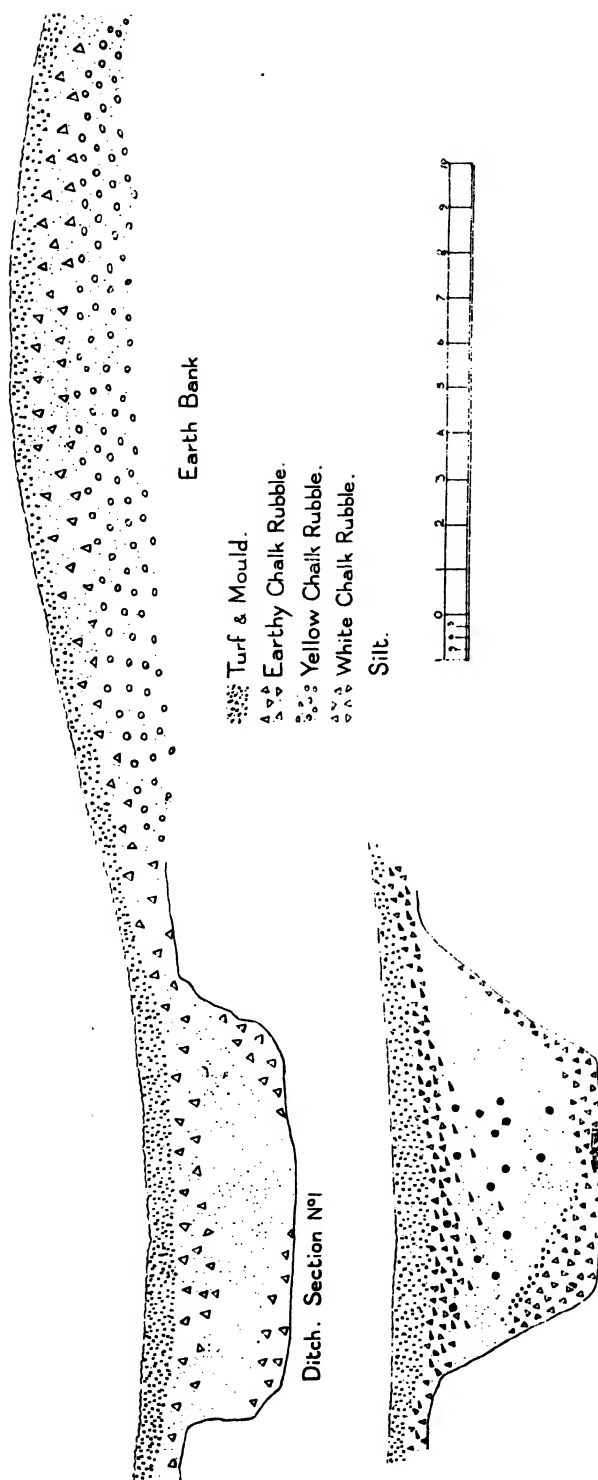 Earth Bank
Turf & Mould.
Earthy Chalk Rubble.
Yellow Chalk Rubble.
White Chalk Rubble.
Silt.
1 0 1 2 3 4 5 6 7 8 9 10
Ditch. Section Nº1